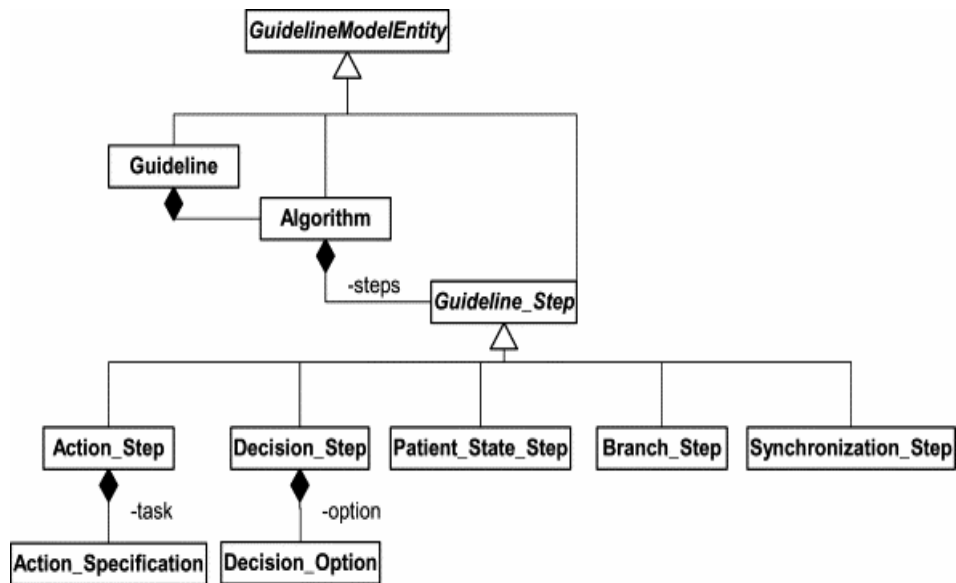 GuidelineModelEntity
Guideline
Algorithm
-steps
Guideline_Step
Action_Step
Decision_Step
Patient_State_Step
Branch_Step
Synchronization_Step
-task
-option
Action_Specification
Decision_Option